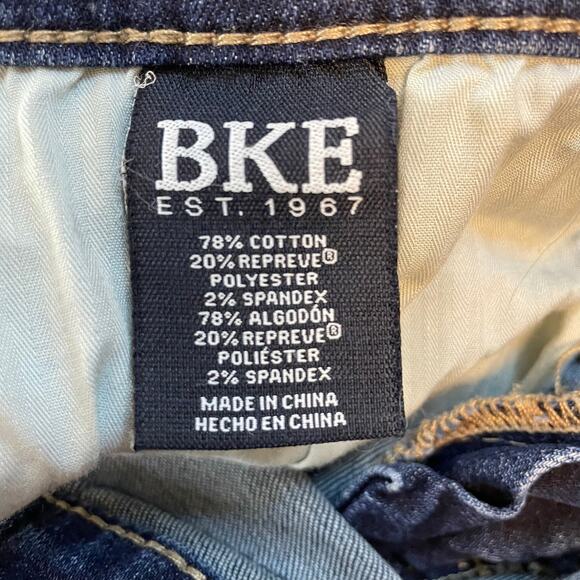 BKE
EST. 1967
78% COTTON
20% REPREVE®
POLYESTER
2% SPANDEX
78% ALGODÓN
20% REPREVE®
POLIÉSTER
2% SPANDEX
MADE IN CHINA
HECHO EN CHINA